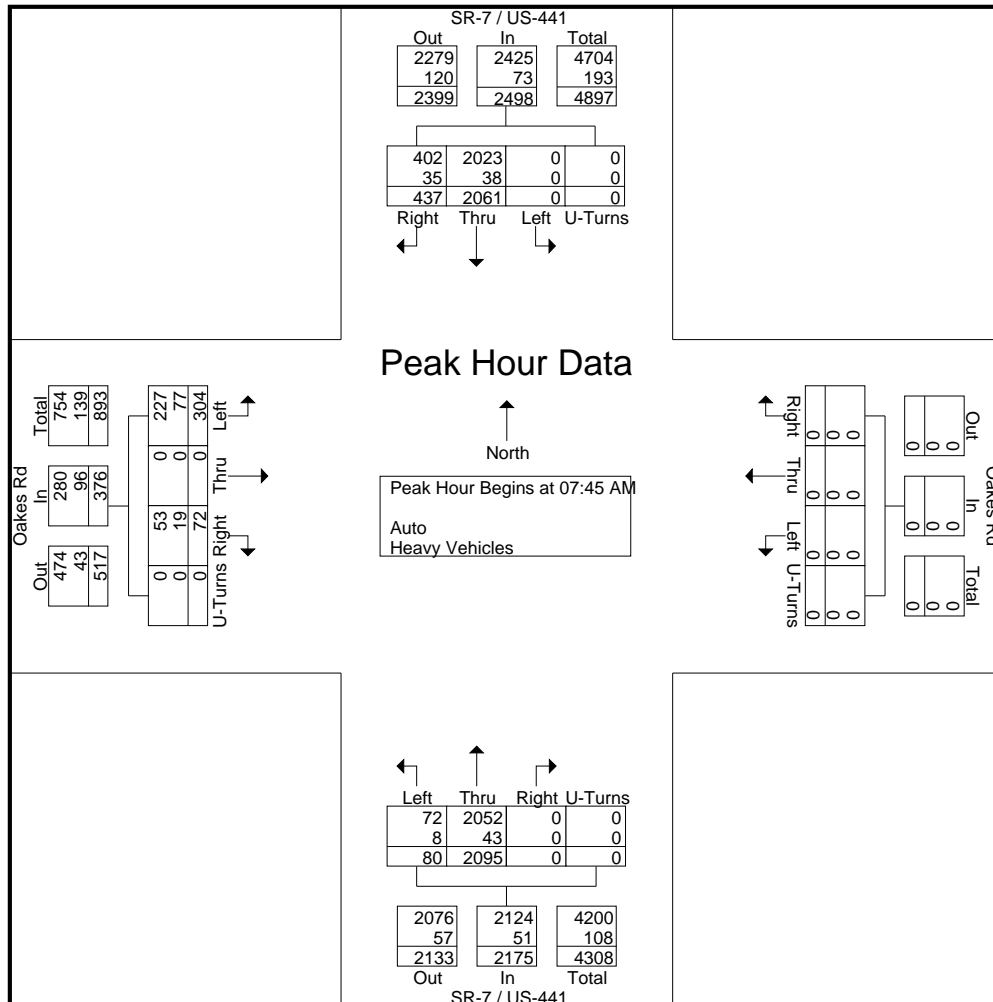 SR-7 / US-441
Out In Total
2279 2425 4704
120 73 193
2399 2498 4897
402 2023 0 0
35 38 0 0
437 2061 0 0
Right Thru Left U-Turns
Peak Hour Data
North
Peak Hour Begins at 07:45 AM
Auto
Heavy Vehicles
Oakes Rd
Out In Total
474 280 754
43 96 139
517 376 893
227 0 53 0
77 0 19 0
304 0 72 0
Left Thru Right U-Turns
Right Thru Left U-Turns
0 0 0 0
0 0 0 0
0 0 0 0
Out In Total
0 0 0
0 0 0
0 0 0
Oakes Rd
Left Thru Right U-Turns
72 2052 0 0
8 43 0 0
80 2095 0 0
2076 2124 4200
57 51 108
2133 2175 4308
Out In Total
SR-7 / US-441